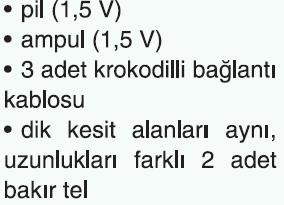 • pil (1,5 V)
• ampul (1,5 V)
• 3 adet krokodilli bağlantı
kablosu
• dik kesit alanları aynı,
uzunlukları farklı 2 adet
bakır tel